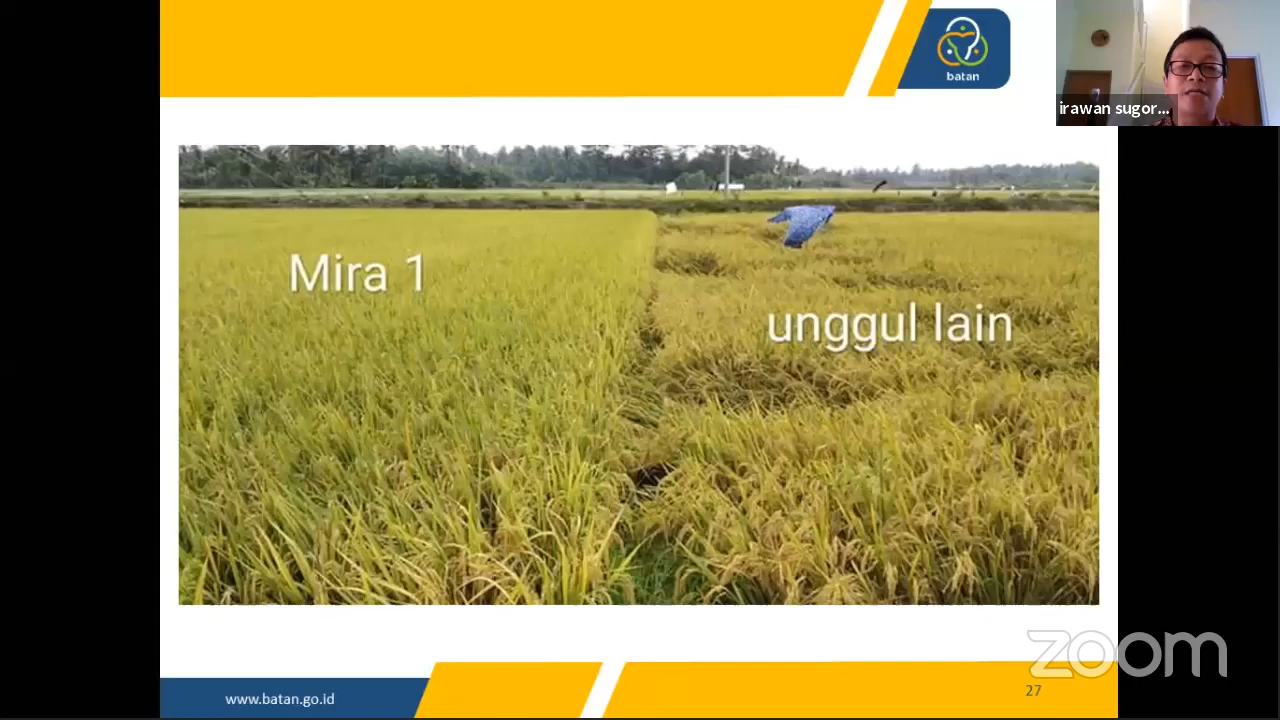 batan
irawan sugor...
Mira 1
unggul lain
zoom
www.batan.go.id
27